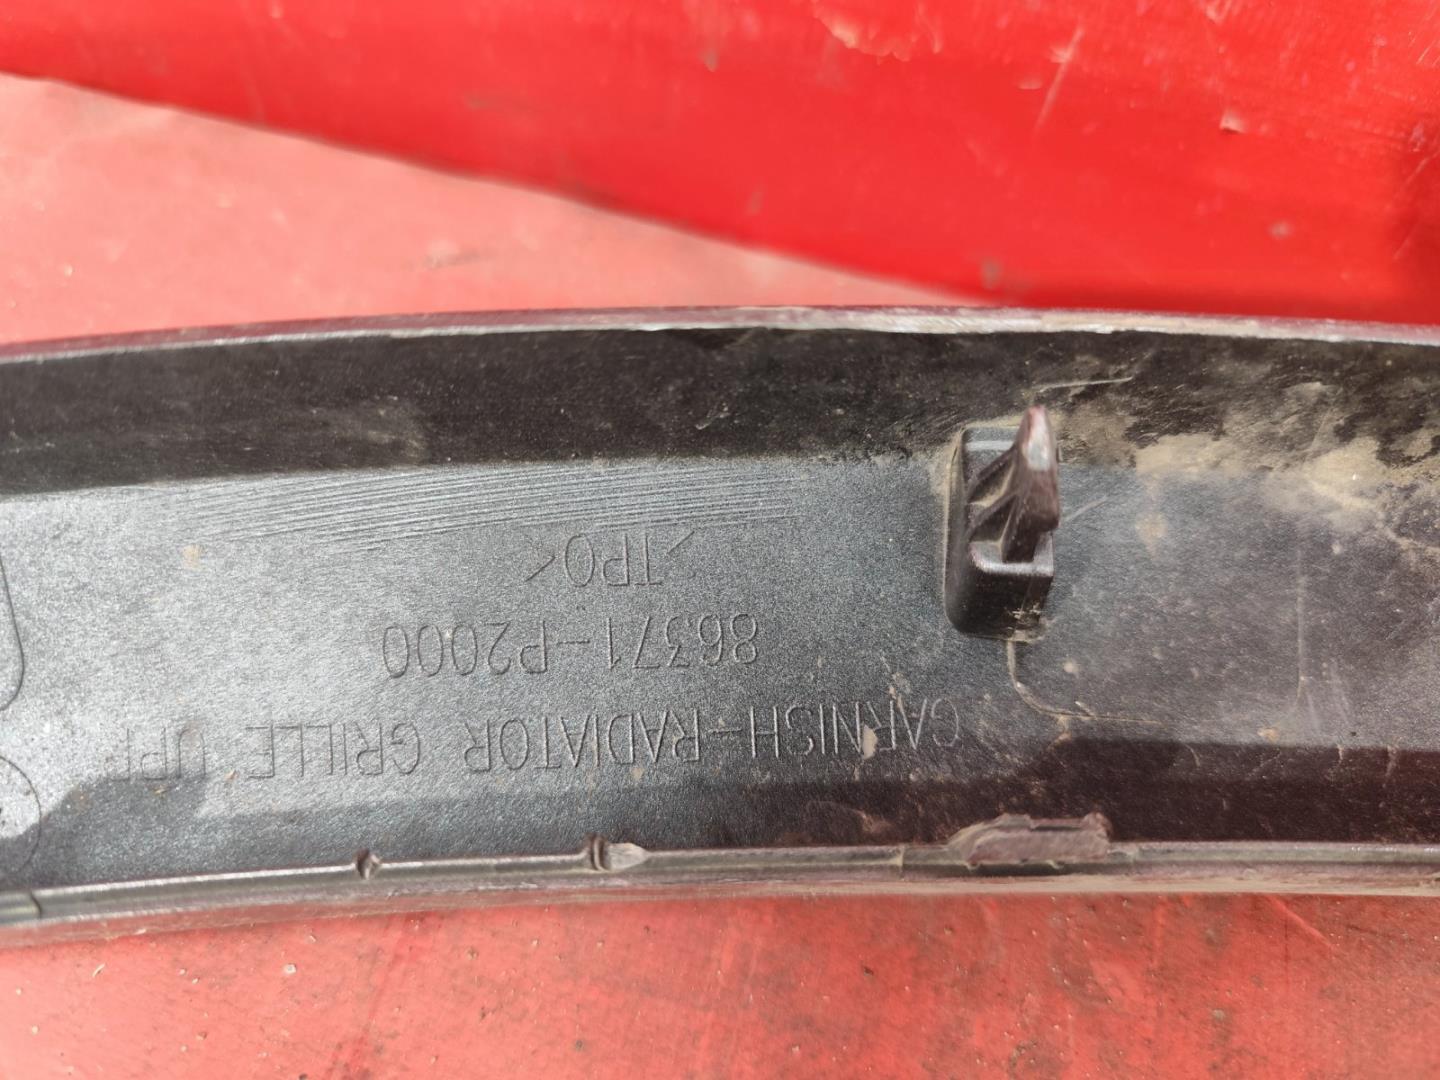 GARNISH-RADIATOR GRILLE UPR
86371-P2000
>TPO<